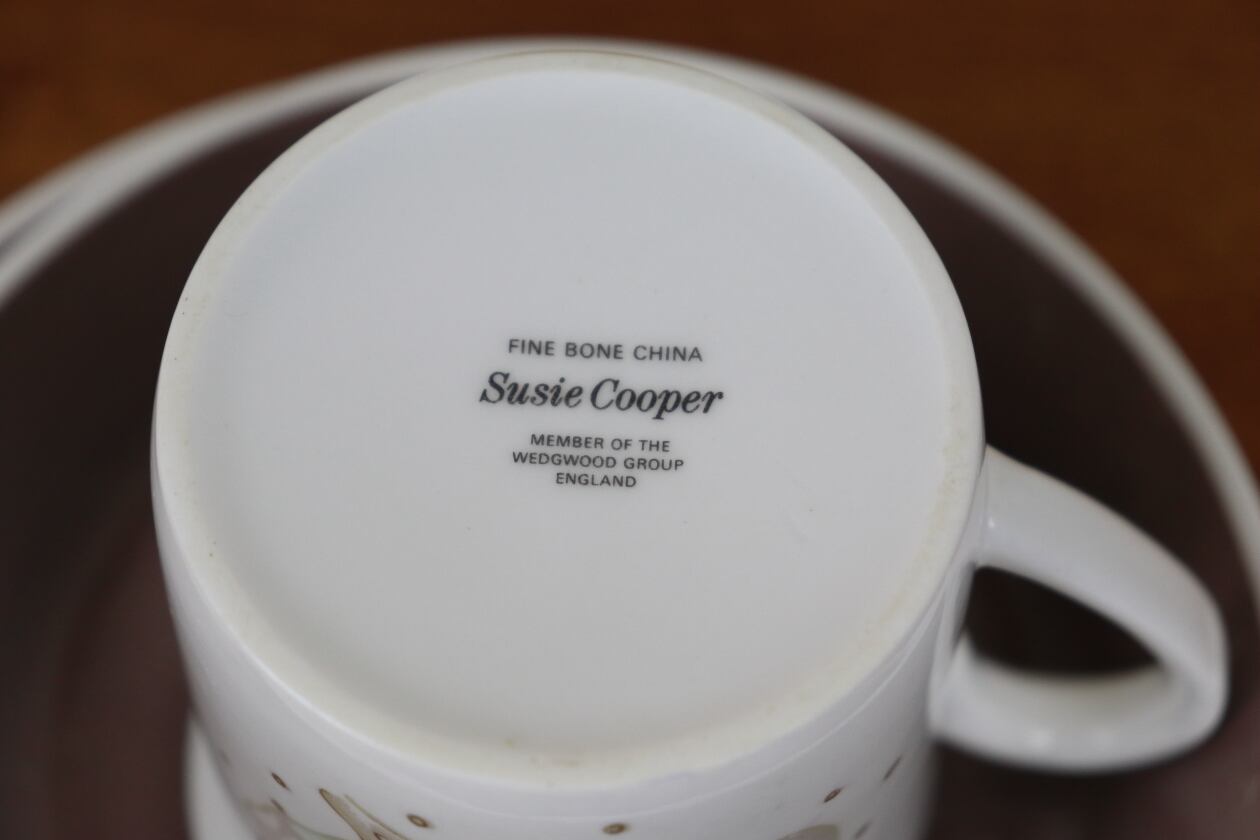 FINE BONE CHINA
Susie Cooper
MEMBER OF THE
WEDGWOOD GROUP
ENGLAND